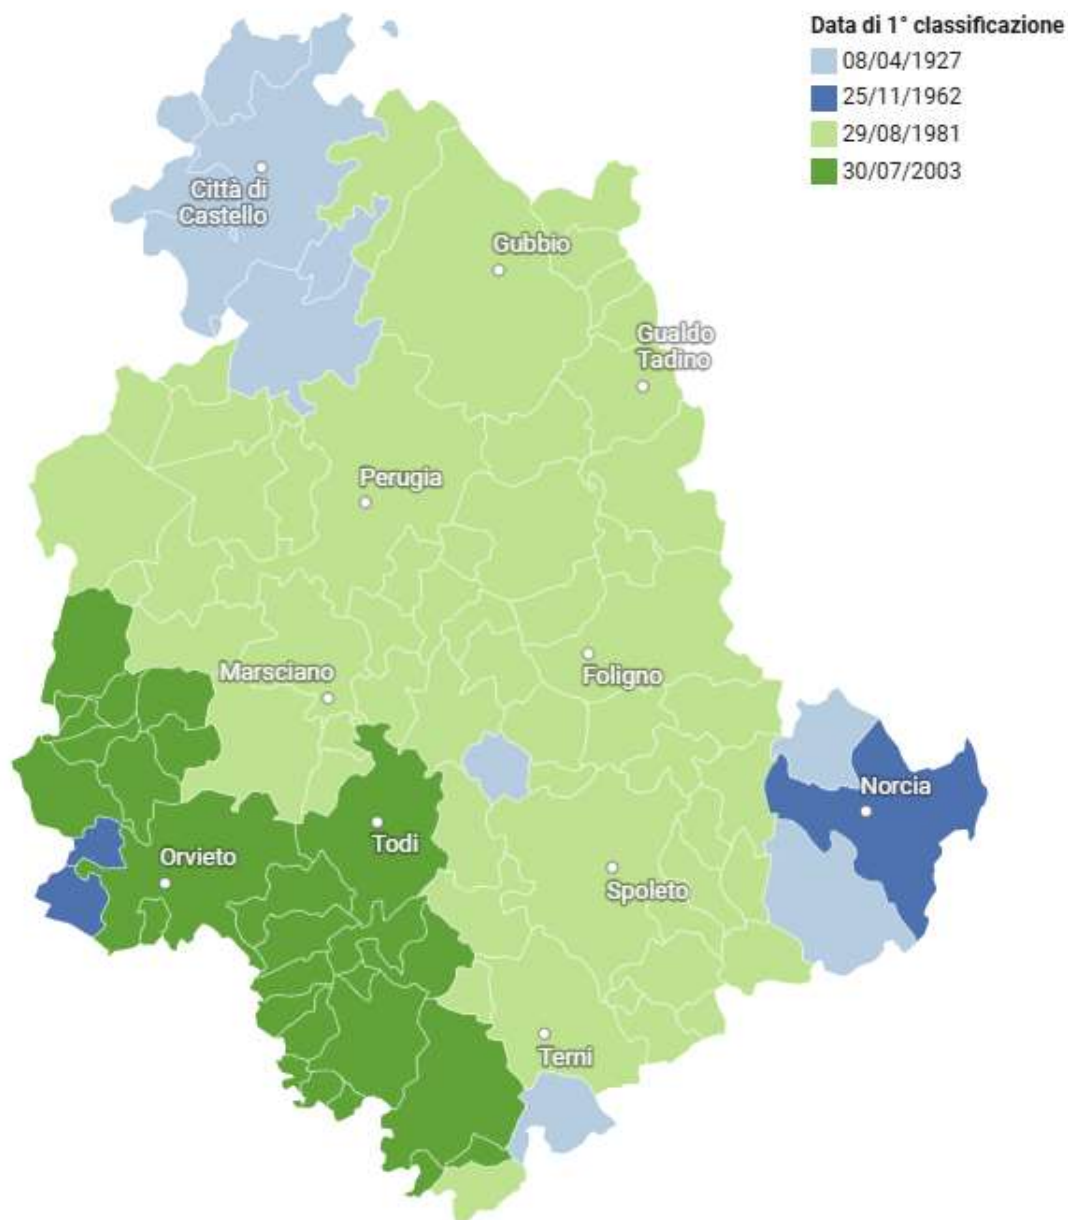 Data di 1° classificazione
08/04/1927
25/11/1962
29/08/1981
30/07/2003
Città di
Castello
Gubbio
Gualdo
Tadino
Perugia
Marsciano
Foligno
Norcia
Todi
Orvieto
Spoleto
Terni